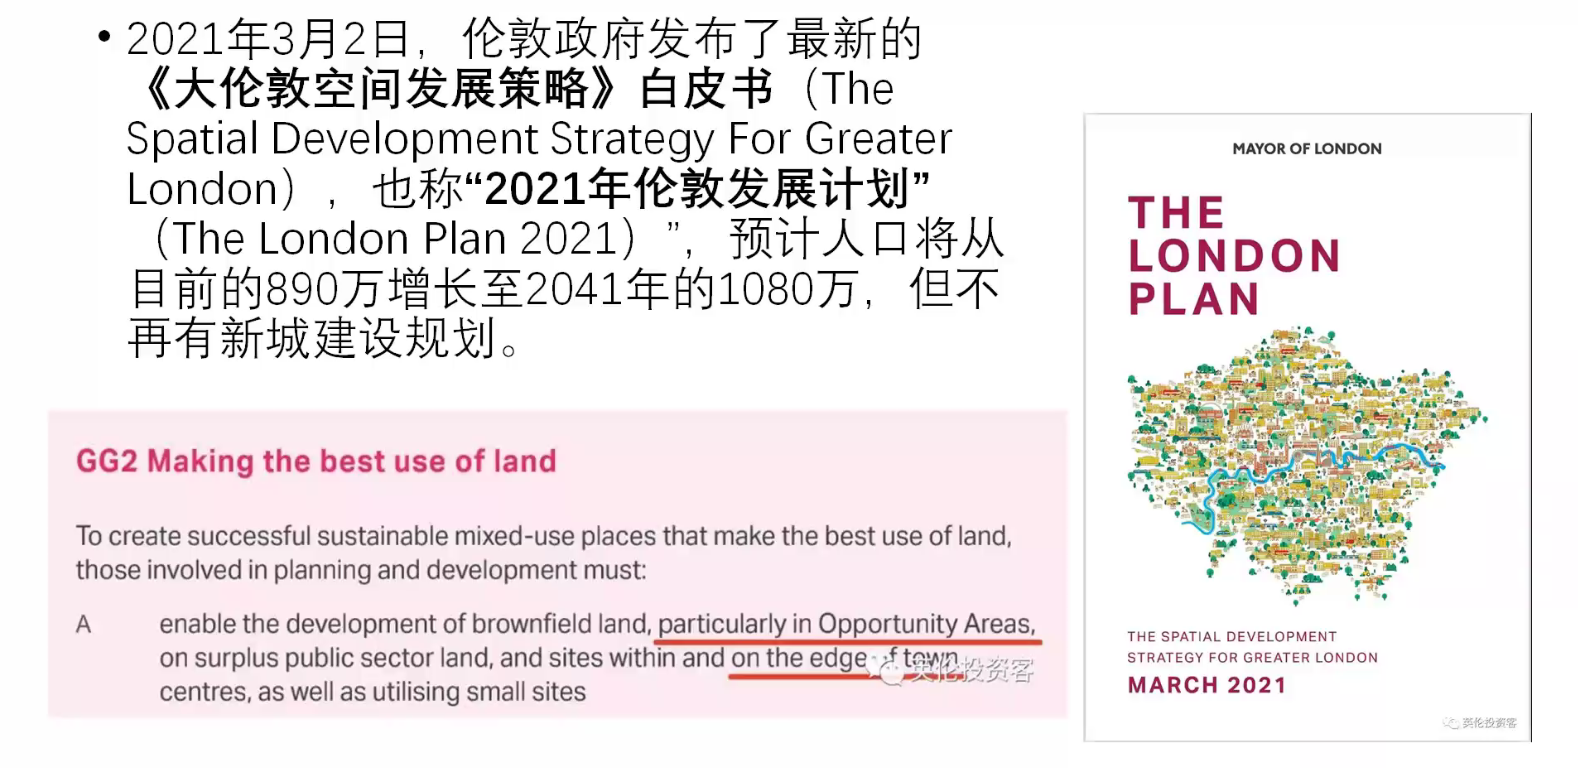 • 2021年3月2日，伦敦政府发布了最新的
《大伦敦空间发展策略》白皮书（The
Spatial Development Strategy For Greater
London），也称“2021年伦敦发展计划”
（The London Plan 2021）”，预计人口将从
目前的890万增长至2041年的1080万，但不
再有新城建设规划。
GG2 Making the best use of land
To create successful sustainable mixed-use places that make the best use of land,
those involved in planning and development must:
A enable the development of brownfield land, particularly in Opportunity Areas,
on surplus public sector land, and sites within and on the edge of town
centres, as well as utilising small sites
英伦投资客
MAYOR OF LONDON
THE
LONDON
PLAN
THE SPATIAL DEVELOPMENT
STRATEGY FOR GREATER LONDON
MARCH 2021
英伦投资客